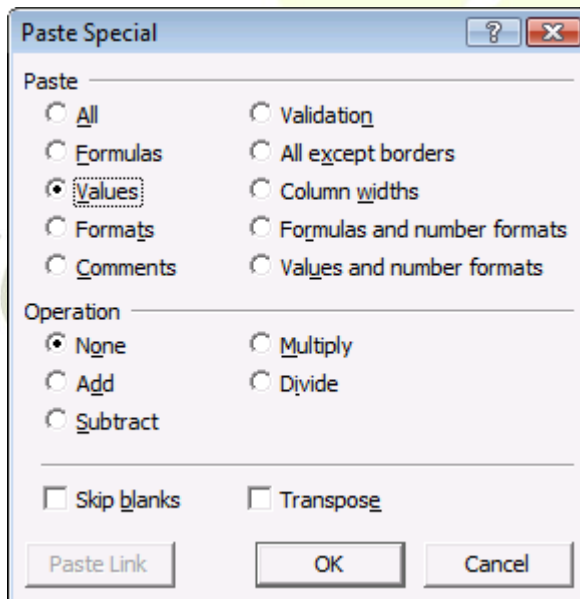 Paste Special
Paste
All
Validation
Formulas
All except borders
Values
Column widths
Formats
Formulas and number formats
Comments
Values and number formats
Operation
None
Multiply
Add
Divide
Subtract
Skip blanks
Transpose
Paste Link
OK
Cancel